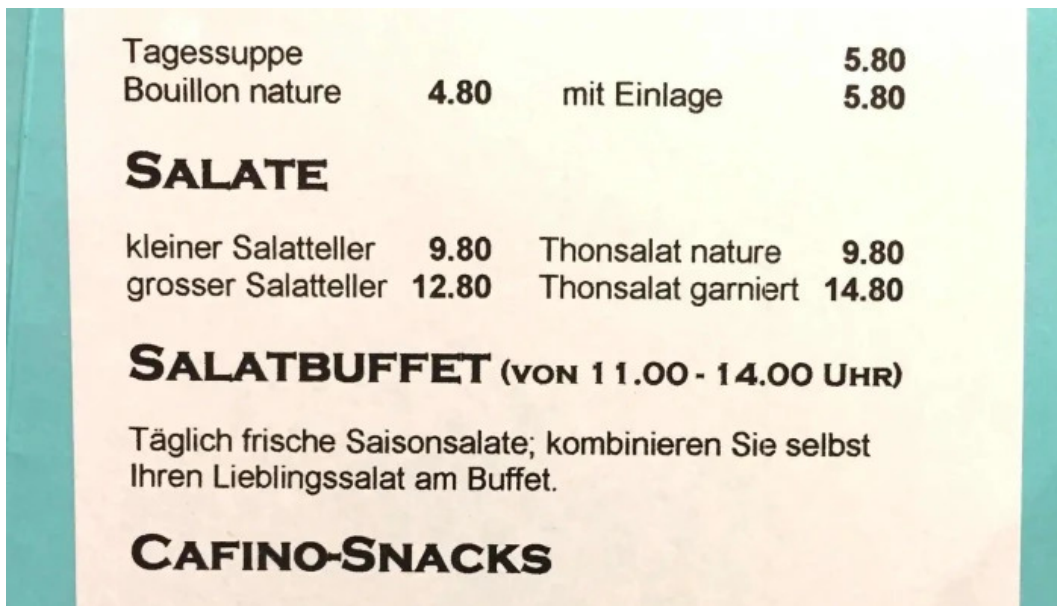 Tagessuppe 5.80
Bouillon nature 4.80 mit Einlage 5.80
SALATE
kleiner Salatteller 9.80 Thonsalat nature 9.80
grosser Salatteller 12.80 Thonsalat garniert 14.80
SALATBUFFET (VON 11.00 - 14.00 UHR)
Täglich frische Saisonsalate; kombinieren Sie selbst
Ihren Lieblingssalat am Buffet.
CAFINO-SNACKS